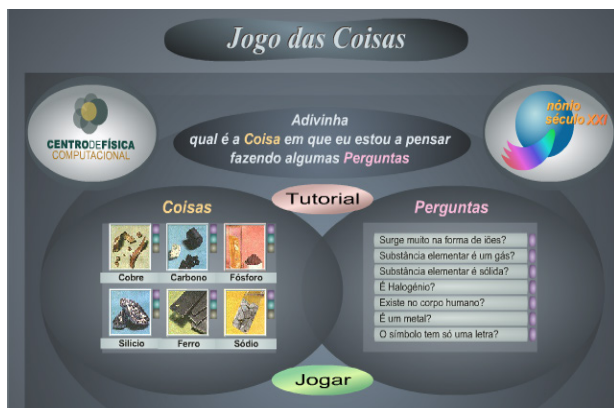 Jogo das Coisas
CENTRODEFÍSICA
COMPUTACIONAL
Adivinha
qual é a Coisa em que eu estou a pensar
fazendo algumas Perguntas
nónio
século XXI
Tutorial
Coisas
Cobre
Carbono
Fósforo
Silício
Ferro
Sódio
Perguntas
Surge muito na forma de iões?
Substância elementar é um gás?
Substância elementar é sólida?
É Halogénio?
Existe no corpo humano?
É um metal?
O símbolo tem só uma letra?
Jogar